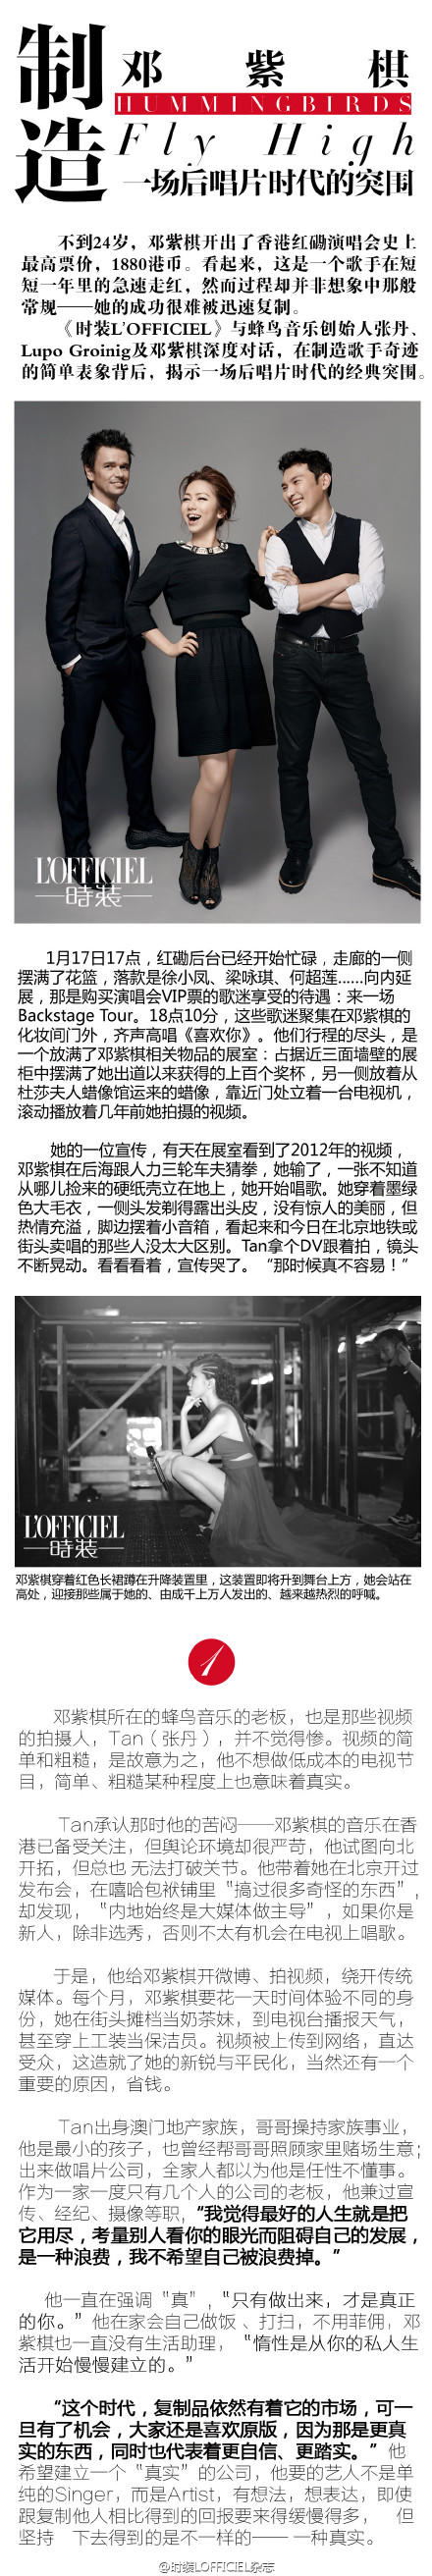 制造
邓紫棋
HUMMINGBIRDS
Fly High
一场后唱片时代的突围
不到24岁，邓紫棋开出了香港红磡演唱会史上
最高票价，1880港币。看起来，这是一个歌手在短
短一年里的急速走红，然而过程却并非想象中那般
常规——她的成功很难被迅速复制。
《时装L'OFFICIEL》与蜂鸟音乐创始人张丹、
Lupo Groinig及邓紫棋深度对话，在制造歌手奇迹
的简单表象背后，揭示一场后唱片时代的经典突围。
L'OFFICIEL
時装
1月17日17点，红磡后台已经开始忙碌，走廊的一侧
摆满了花篮，落款是徐小凤、梁咏琪、何超莲……向内延
展，那是购买演唱会VIP票的歌迷享受的待遇：来一场
Backstage Tour。18点10分，这些歌迷聚集在邓紫棋的
化妆间门外，齐声高唱《喜欢你》。他们行程的尽头，是
一个放满了邓紫棋相关物品的展室：占据近三面墙壁的展
柜中摆满了她出道以来获得的上百个奖杯，另一侧放着从
杜莎夫人蜡像馆运来的蜡像，靠近门处立着一台电视机，
滚动播放着几年前她拍摄的视频。
她的一位宣传，有天在展室看到了2012年的视频，
邓紫棋在后海跟人力三轮车夫猜拳，她输了，一张不知道
从哪儿捡来的硬纸壳立在地上，她开始唱歌。她穿着墨绿
色大毛衣，一侧头发剃得露出头皮，没有惊人的美丽，但
热情充溢，脚边摆着小音箱，看起来和今日在北京地铁或
街头卖唱的那些人没太大区别。Tan拿个DV跟着拍，镜头
不断晃动。看着看着，宣传哭了。“那时候真不容易！”
L'OFFICIEL
時装
邓紫棋穿着红色长裙蹲在升降装置里，这装置即将升到舞台上方，她会站在
高处，迎接那些属于她的、由成千上万人发出的、越来越热烈的呼喊。
1
邓紫棋所在的蜂鸟音乐的老板，也是那些视频
的拍摄人，Tan（张丹），并不觉得惨。视频的简
单和粗糙，是故意为之，他不想做低成本的电视节
目，简单、粗糙某种程度上也意味着真实。
Tan承认那时他的苦闷——邓紫棋的音乐在香
港已备受关注，但舆论环境却很严苛，他试图向北
开拓，但总也 无法打破关节。他带着她在北京开过
发布会，在嘻哈包袱铺里“搞过很多奇怪的东西”，
却发现，“内地始终是大媒体做主导”，如果你是
新人，除非选秀，否则不太有机会在电视上唱歌。
于是，他给邓紫棋开微博、拍视频，绕开传统
媒体。每个月，邓紫棋要花一天时间体验不同的身
份，她在街头摊档当奶茶妹，到电视台播报天气，
甚至穿上工装当保洁员。视频被上传到网络，直达
受众，这造就了她的新锐与平民化，当然还有一个
重要的原因，省钱。
Tan出身澳门地产家族，哥哥操持家族事业，
他是最小的孩子，也曾经帮哥哥照顾家里赌场生意；
出来做唱片公司，全家人都以为他是任性不懂事。
作为一家一度只有几个人的公司的老板，他兼过宣
传、经纪、摄像等职，“我觉得最好的人生就是把
它用尽，考量别人看你的眼光而阻碍自己的发展，
是一种浪费，我不希望自己被浪费掉。”
他一直在强调“真”，“只有做出来，才是真正
的你。”他在家会自己做饭、打扫，不用菲佣，邓
紫棋也一直没有生活助理，“惰性是从你的私人生
活开始慢慢建立的。”
“这个时代，复制品依然有着它的市场，可一
旦有了机会，大家还是喜欢原版，因为那是更真
实的东西，同时也代表着更自信、更踏实。”他
希望建立一个“真实”的公司，他要的艺人不是单
纯的Singer，而是Artist，有想法，想表达，即使
跟复制他人相比得到的回报要来得缓慢得多， 但
坚持 下去得到的是不一样的—— 一种真实。
@时装LOFFICIEL杂志